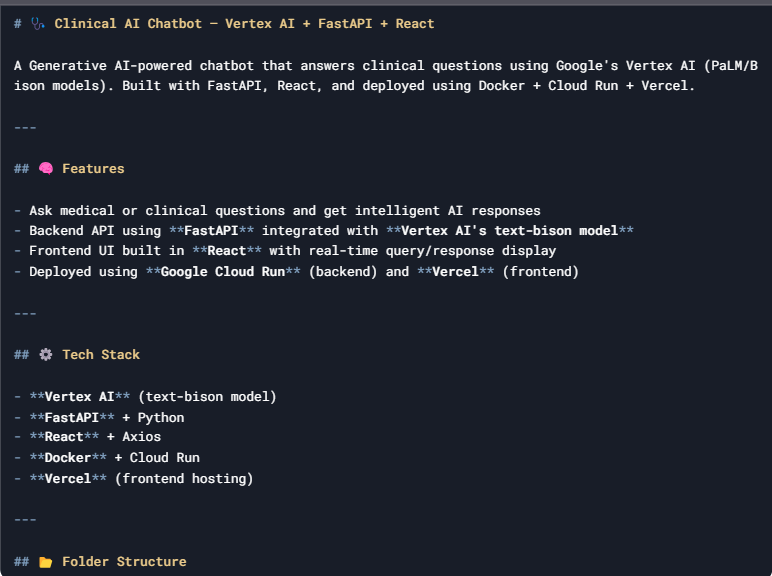 # 🩺 Clinical AI Chatbot – Vertex AI + FastAPI + React
A Generative AI-powered chatbot that answers clinical questions using Google's Vertex AI (PaLM/B
ison models). Built with FastAPI, React, and deployed using Docker + Cloud Run + Vercel.
---
## 🧠 Features
- Ask medical or clinical questions and get intelligent AI responses
- Backend API using **FastAPI** integrated with **Vertex AI's text-bison model**
- Frontend UI built in **React** with real-time query/response display
- Deployed using **Google Cloud Run** (backend) and **Vercel** (frontend)
---
## ⚙️ Tech Stack
- **Vertex AI** (text-bison model)
- **FastAPI** + Python
- **React** + Axios
- **Docker** + Cloud Run
- **Vercel** (frontend hosting)
---
## 📂 Folder Structure